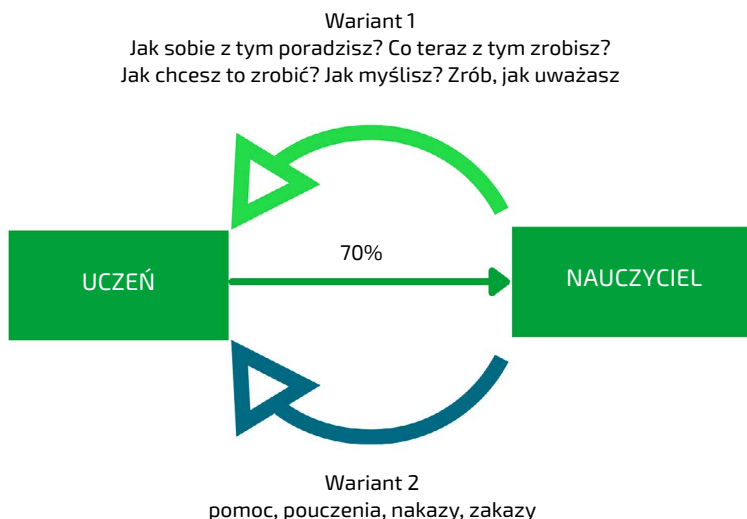 Wariant 1
Jak sobie z tym poradzisz? Co teraz z tym zrobisz?
Jak chcesz to zrobić? Jak myślisz? Zrób, jak uważasz
70%
UCZEŃ
NAUCZYCIEL
Wariant 2
pomoc, pouczenia, nakazy, zakazy